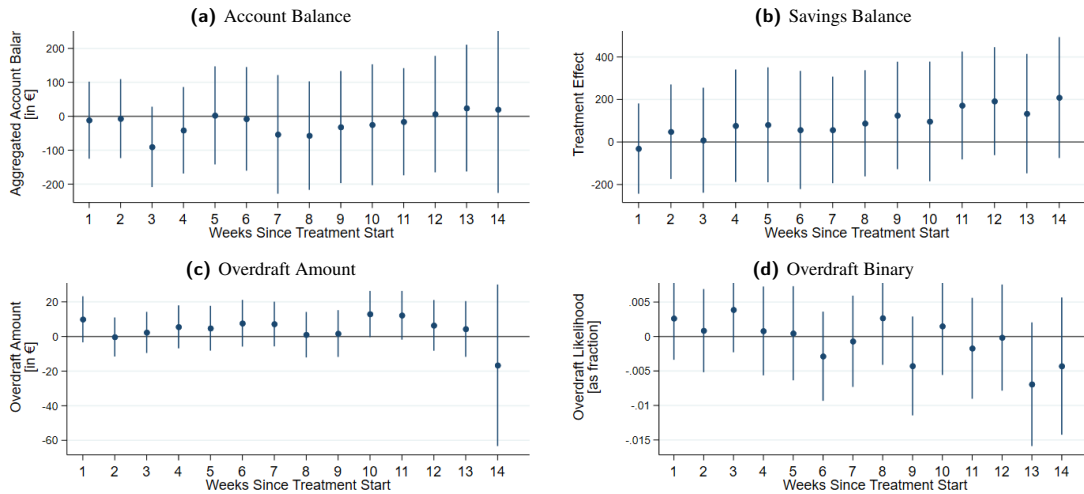 (a) Account Balance
Aggregated Account Balar
[in €]
200
100
0
-100
-200
1 2 3 4 5 6 7 8 9 10 11 12 13 14
Weeks Since Treatment Start
(b) Savings Balance
Treatment Effect
400
200
0
-200
1 2 3 4 5 6 7 8 9 10 11 12 13 14
Weeks Since Treatment Start
(c) Overdraft Amount
Overdraft Amount
[in €]
20
0
-20
-40
-60
1 2 3 4 5 6 7 8 9 10 11 12 13 14
Weeks Since Treatment Start
(d) Overdraft Binary
Overdraft Likelihood
[as fraction]
.005
0
-.005
-.01
-.015
1 2 3 4 5 6 7 8 9 10 11 12 13 14
Weeks Since Treatment Start